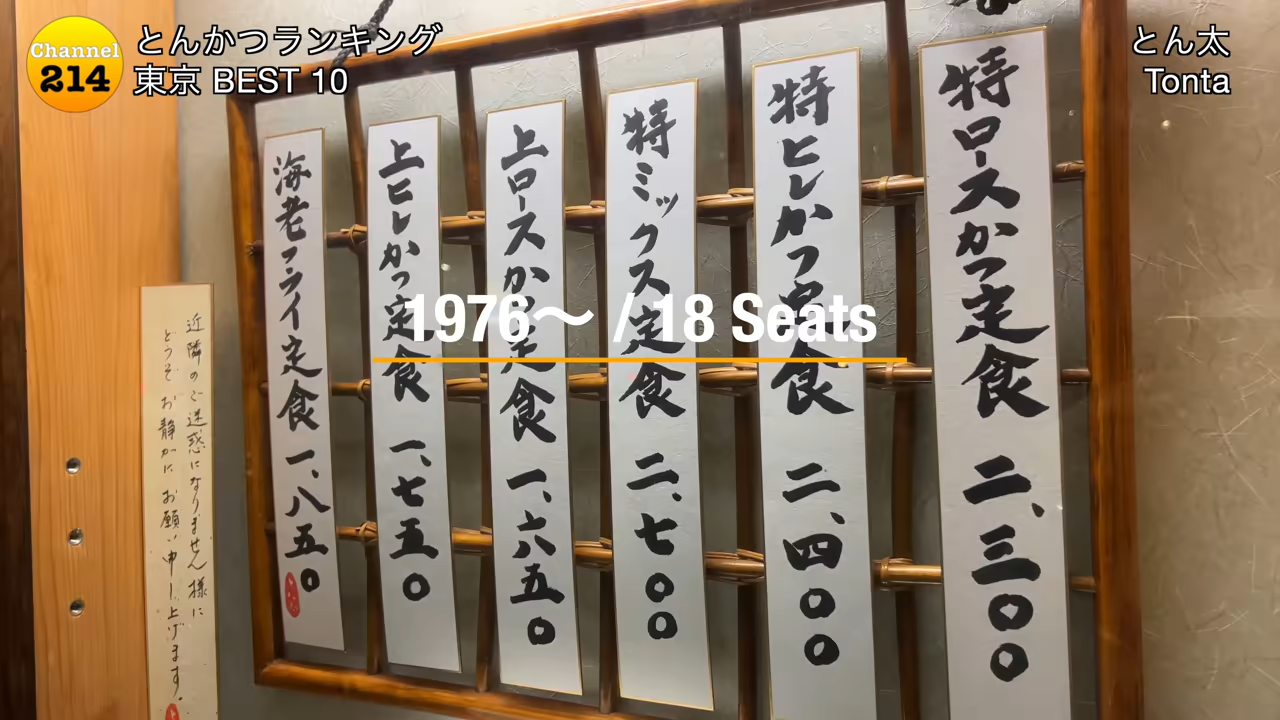 Channel
214
とんかつランキング
東京 BEST 10
とん太
Tonta
1976〜 / 18 Seats
特ロースかつ定食 二、三〇〇
特ヒレかつ定食 二、四〇〇
特ミックス定食 二、七〇〇
上ロースかつ定食 一、六五〇
上ヒレかつ定食 一、七五〇
海老フライ定食 一、八五〇
近隣のご迷惑になりません様に
どうぞお静かにお願い申し上げます。